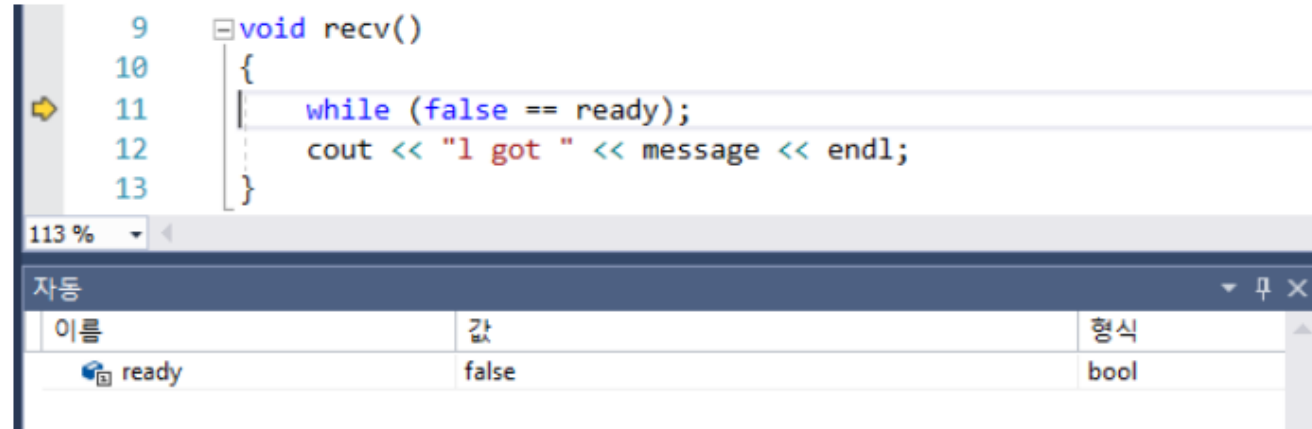 9 void recv()
10 {
11 while (false == ready);
12 cout << "l got " << message << endl;
13 }
113 %
자동
이름 값 형식
ready false bool